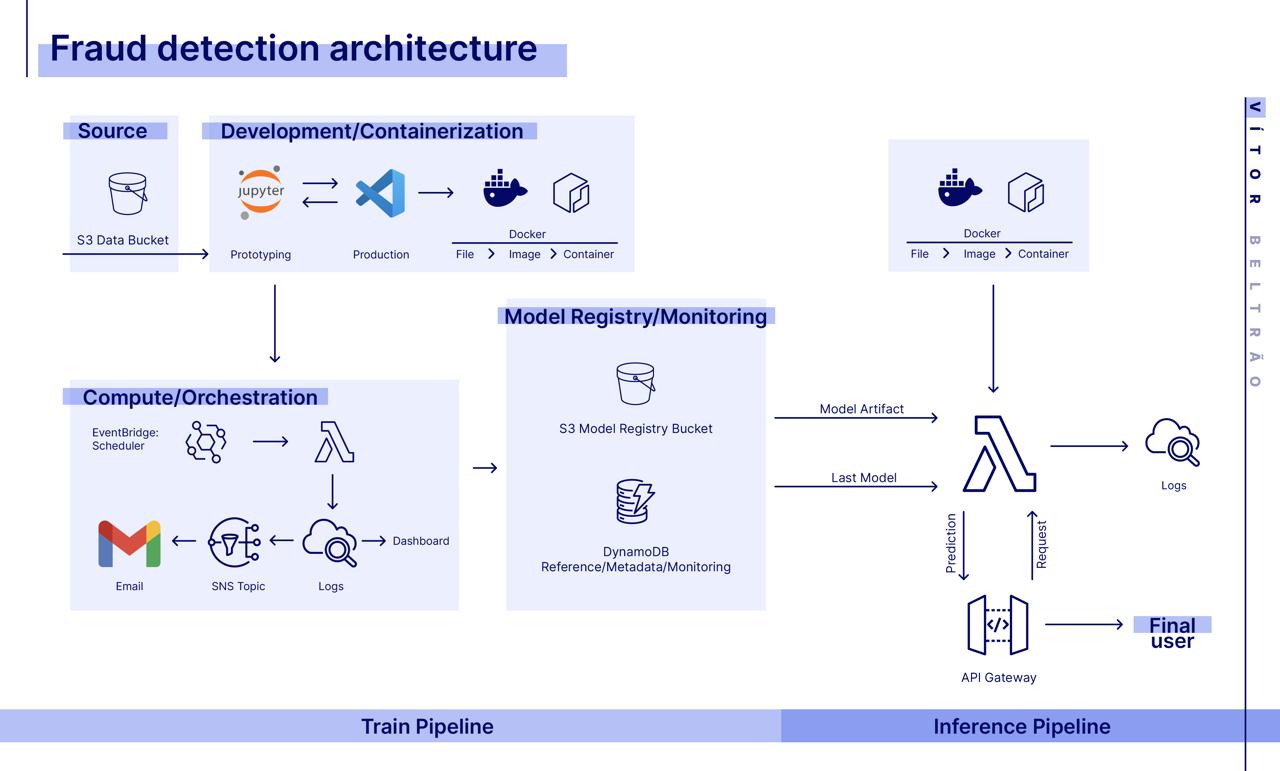 Fraud detection architecture
Source
S3 Data Bucket
Development/Containerization
jupyter
Prototyping
Production
Docker
File
Image
Container
Docker
File
Image
Container
Compute/Orchestration
EventBridge:
Scheduler
Email
SNS Topic
Logs
Dashboard
Model Registry/Monitoring
S3 Model Registry Bucket
DynamoDB
Reference/Metadata/Monitoring
Model Artifact
Last Model
Logs
Prediction
Request
</>
API Gateway
Final
user
Train Pipeline
Inference Pipeline
VÍTOR BELTRÃO